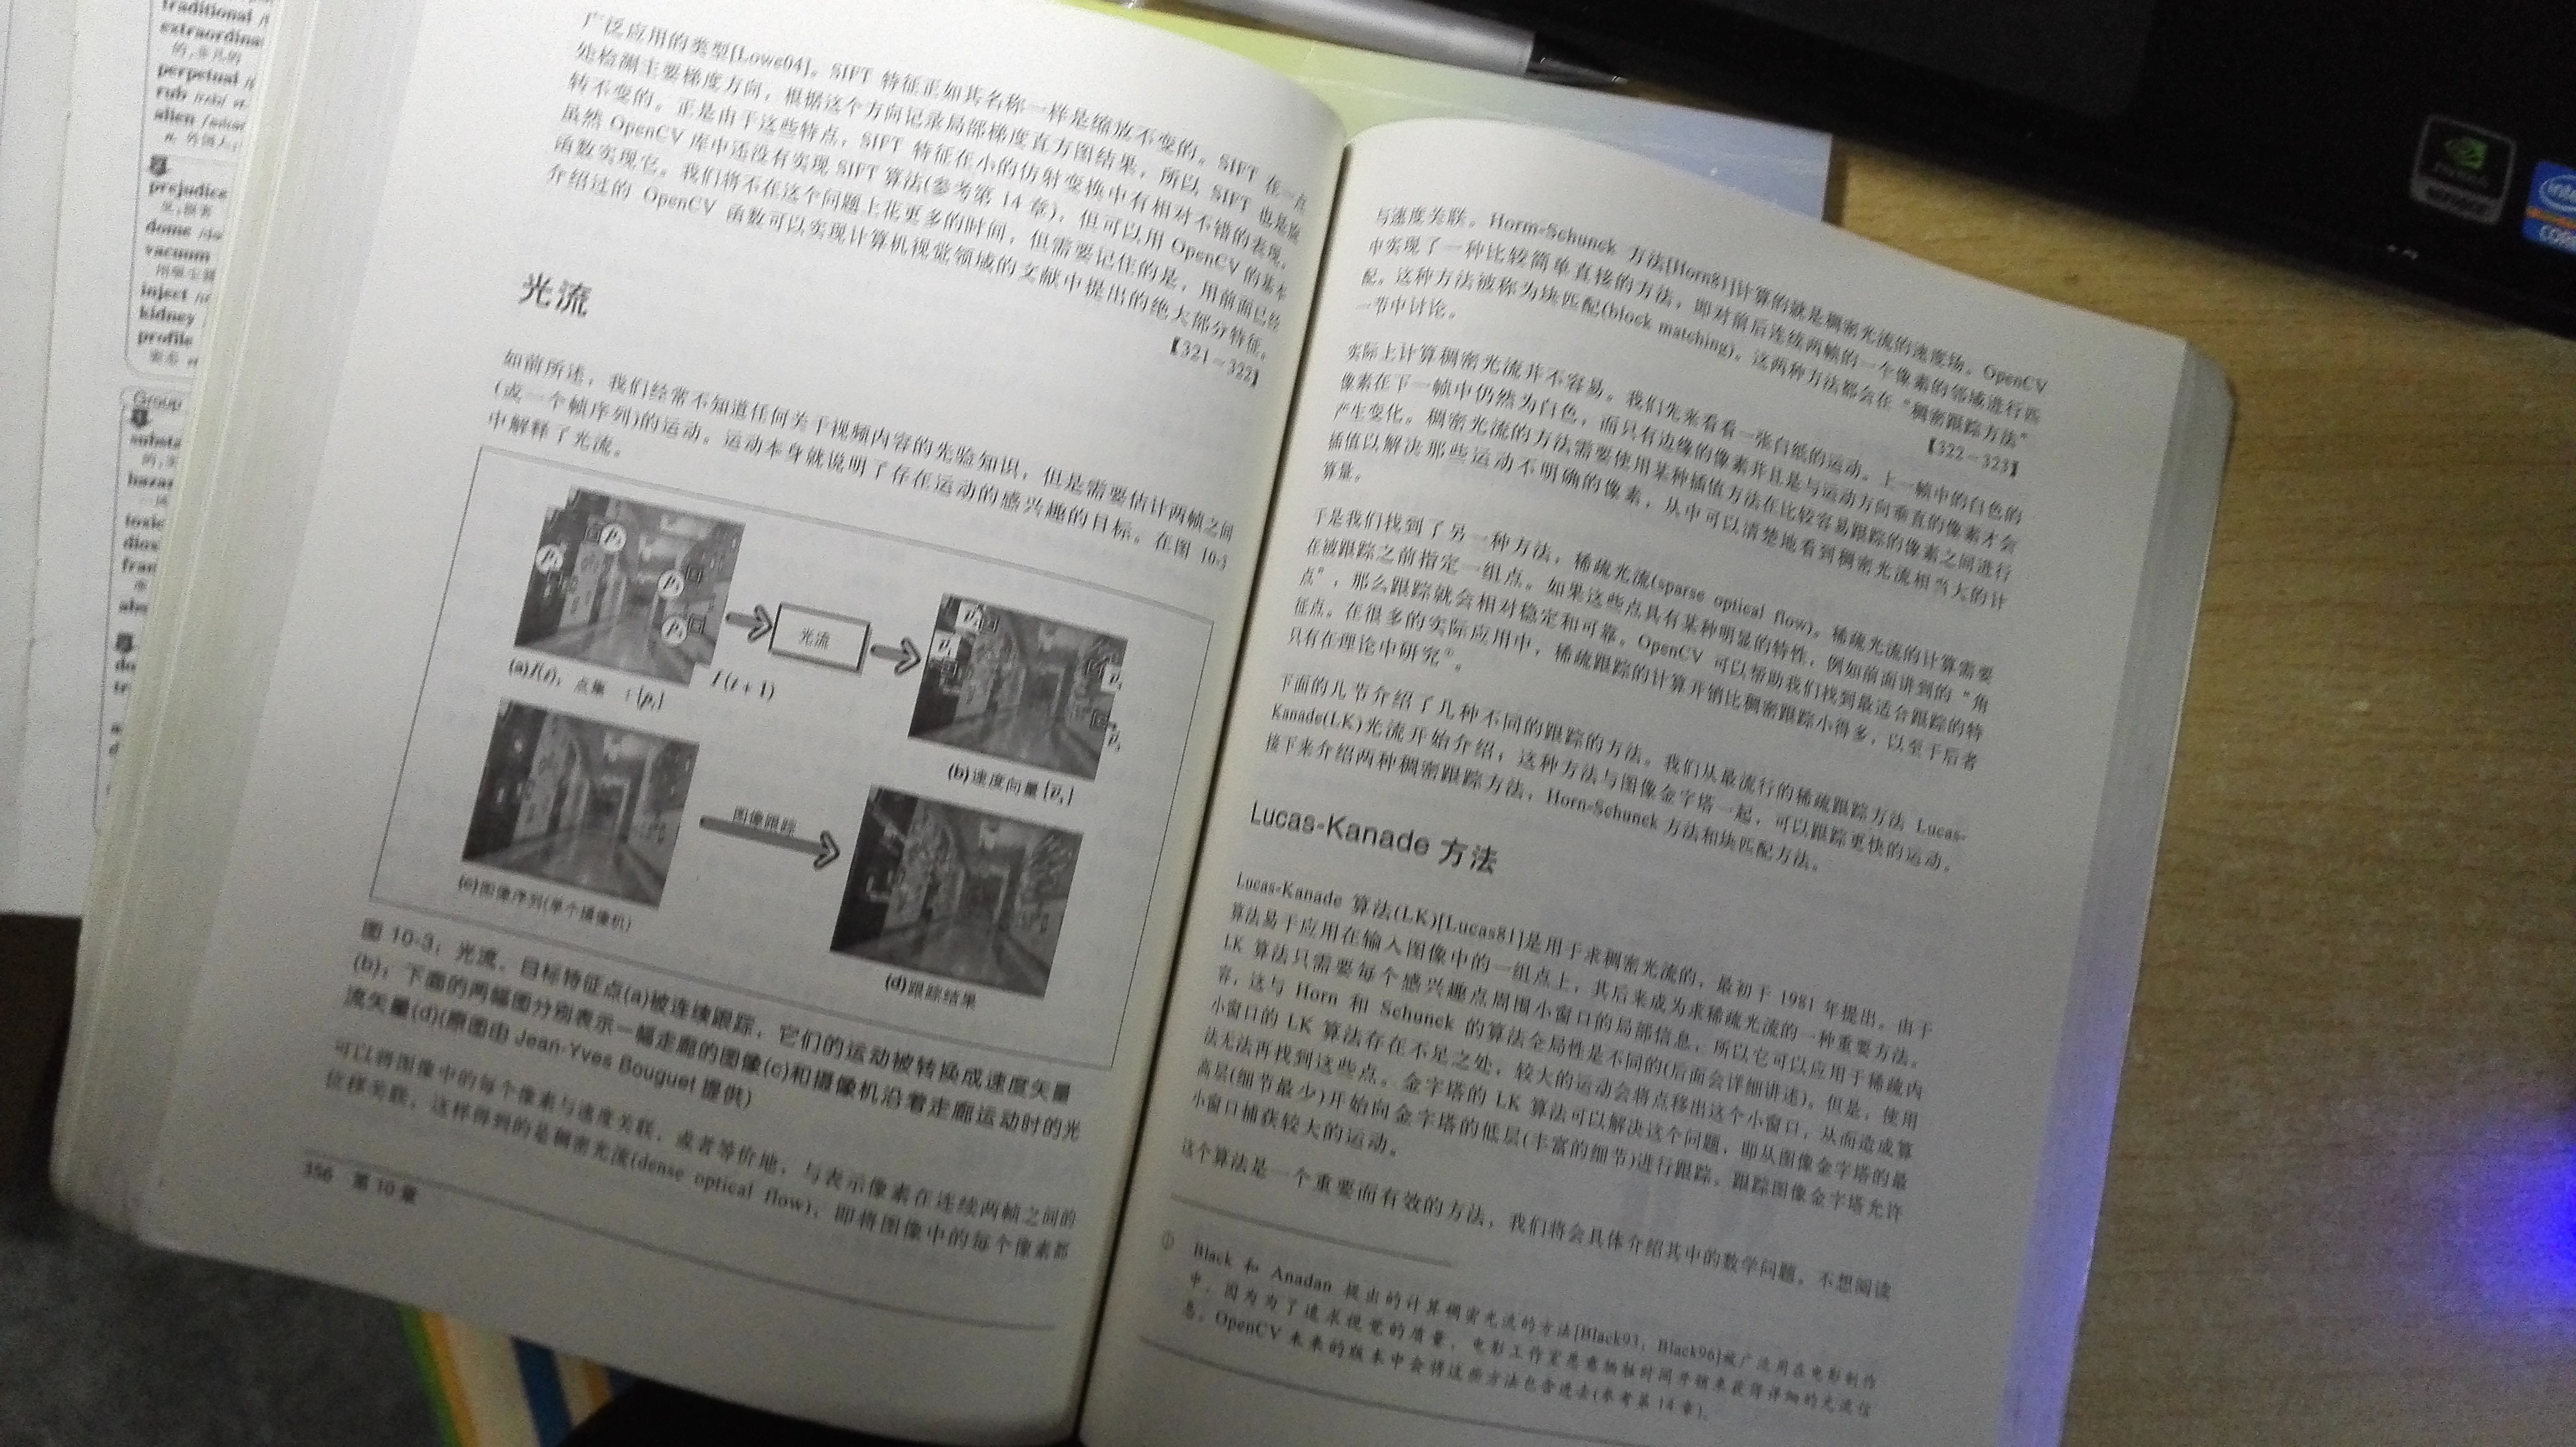 traditional
extraordina
的,非凡的
perpetual
rub
alien
prejudice
dome
vacuum
inject
kidney
profile
Group
substa
hazar
toxic
广泛应用的类型[Lowe04]。SIFT 特征正如其名称一样是缩放不变的。SIFT 在一点
处检测主要梯度方向，根据这个方向记录局部梯度直方图结果，所以 SIFT 也是旋
转不变的。正是由于这些特点，SIFT 特征在小的仿射变换中有相对不错的表现。
虽然 OpenCV 库中还没有实现 SIFT 算法(参考第 14 章)，但可以用 OpenCV 的基本
函数实现它。我们将不在这个问题上花更多的时间，但需要记住的是，用前面已经
介绍过的 OpenCV 函数可以实现计算机视觉领域的文献中提出的绝大部分特征。
【321~322】
光流
如前所述，我们经常不知道任何关于视频内容的先验知识，但是需要估计两帧之间
(或一个帧序列)的运动。运动本身就说明了存在运动的感兴趣的目标。在图 10-3
中解释了光流。
光流
(a)I(t)，点集 ={p_i}
I(t+1)
(b)速度向量{v_i}
图像跟踪
(c)图像序列(单个摄像机)
(d)跟踪结果
图 10-3：光流。目标特征点(a)被连续跟踪，它们的运动被转换成速度矢量
(b)；下面的两幅图分别表示一幅走廊的图像(c)和摄像机沿着走廊运动时的光
流矢量(d)(原图由 Jean-Yves Bouguet 提供)
可以将图像中的每个像素与速度关联，或者等价地，与表示像素在连续两帧之间的
位移关联，这样得到的是稠密光流(dense optical flow)，即将图像中的每个像素都
356 第 10 章
与速度关联。Horm-Schunck 方法[Horn81]计算的就是稠密光流的速度场。OpenCV
中实现了一种比较简单直接的方法，即对前后连续两帧的一个像素的邻域进行匹
配。这种方法被称为块匹配(block matching)。这两种方法都会在“稠密跟踪方法”
一节中讨论。
【322~323】
实际上计算稠密光流并不容易。我们先来看看一张白纸的运动。上一帧中的白色的
像素在下一帧中仍然为白色，而只有边缘的像素并且是与运动方向垂直的像素才会
产生变化。稠密光流的方法需要使用某种插值方法在比较容易跟踪的像素之间进行
插值以解决那些运动不明确的像素，从中可以清楚地看到稠密光流相当大的计
算量。
于是我们找到了另一种方法，稀疏光流(sparse optical flow)。稀疏光流的计算需要
在被跟踪之前指定一组点。如果这些点具有某种明显的特性，例如前面讲到的“角
点”，那么跟踪就会相对稳定和可靠。OpenCV 可以帮助我们找到最适合跟踪的特
征点。在很多的实际应用中，稀疏跟踪的计算开销比稠密跟踪小得多，以至于后者
只有在理论中研究①。
下面的几节介绍了几种不同的跟踪的方法。我们从最流行的稀疏跟踪方法 Lucas-
Kanade(LK)光流开始介绍，这种方法与图像金字塔一起，可以跟踪更快的运动。
接下来介绍两种稠密跟踪方法，Horn-Schunck 方法和块匹配方法。
Lucas-Kanade 方法
Lucas-Kanade 算法(LK)[Lucas81]是用于求稠密光流的，最初于 1981 年提出。由于
算法易于应用在输入图像中的一组点上，其后来成为求稀疏光流的一种重要方法。
LK 算法只需要每个感兴趣点周围小窗口的局部信息，所以它可以应用于稀疏内
容，这与 Horn 和 Schunck 的算法全局性是不同的(后面会详细讲述)。但是，使用
小窗口的 LK 算法存在不足之处，较大的运动会将点移出这个小窗口，从而造成算
法无法再找到这些点。金字塔的 LK 算法可以解决这个问题，即从图像金字塔的最
高层(细节最少)开始向金字塔的低层(丰富的细节)进行跟踪。跟踪图像金字塔允许
小窗口捕获较大的运动。
这个算法是一个重要而有效的方法，我们将会具体介绍其中的数学问题。不想阅读
① Black 和 Anadan 提出的计算稠密光流的方法[Black93，Black96]被广泛用在电影制作
中，因为为了追求视觉的质量，电影工作室愿意牺牲时间开销来获得详细的光流信
息。OpenCV 未来的版本中会将这些方法包含进去(参考第 14 章)。